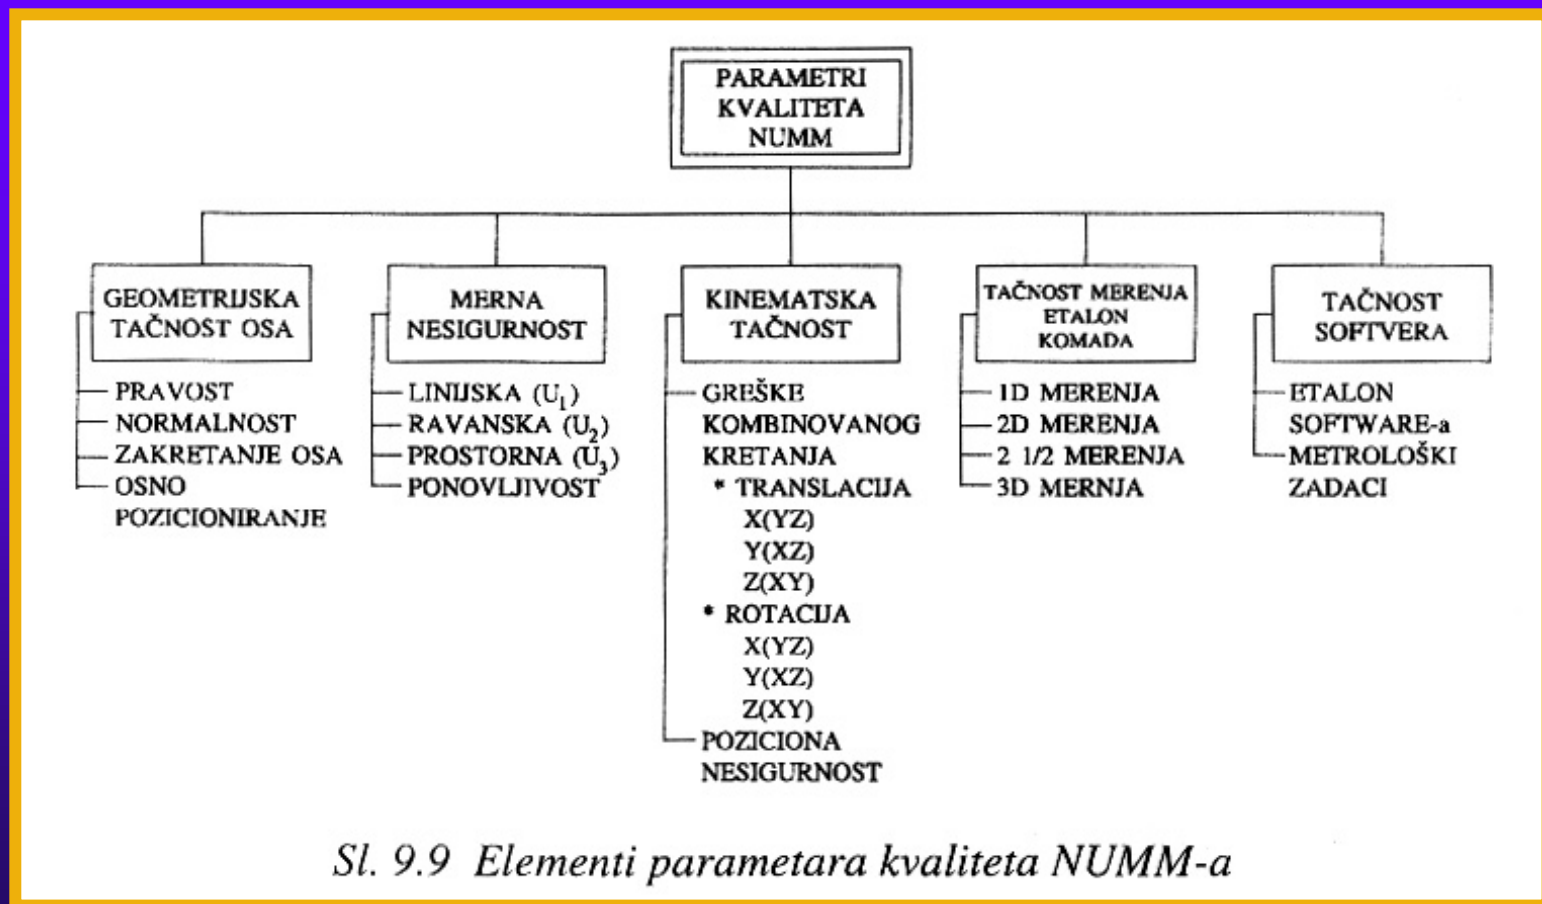 PARAMETRI
KVALITETA
NUMM
GEOMETRIJSKA
TAČNOST OSA
PRAVOST
NORMALNOST
ZAKRETANJE OSA
OSNO
POZICIONIRANJE
MERNA
NESIGURNOST
LINIJSKA (U₁)
RAVANSKA (U₂)
PROSTORNA (U₃)
PONOVLJIVOST
KINEMATSKA
TAČNOST
GREŠKE
KOMBINOVANOG
KRETANJA
* TRANSLACIJA
X(YZ)
Y(XZ)
Z(XY)
* ROTACIJA
X(YZ)
Y(XZ)
Z(XY)
POZICIONA
NESIGURNOST
TAČNOST MERENJA
ETALON
KOMADA
1D MERENJA
2D MERENJA
2 1/2 MERENJA
3D MERNJA
TAČNOST
SOFTVERA
ETALON
SOFTWARE-a
METROLOŠKI
ZADACI
Sl. 9.9 Elementi parametara kvaliteta NUMM-a